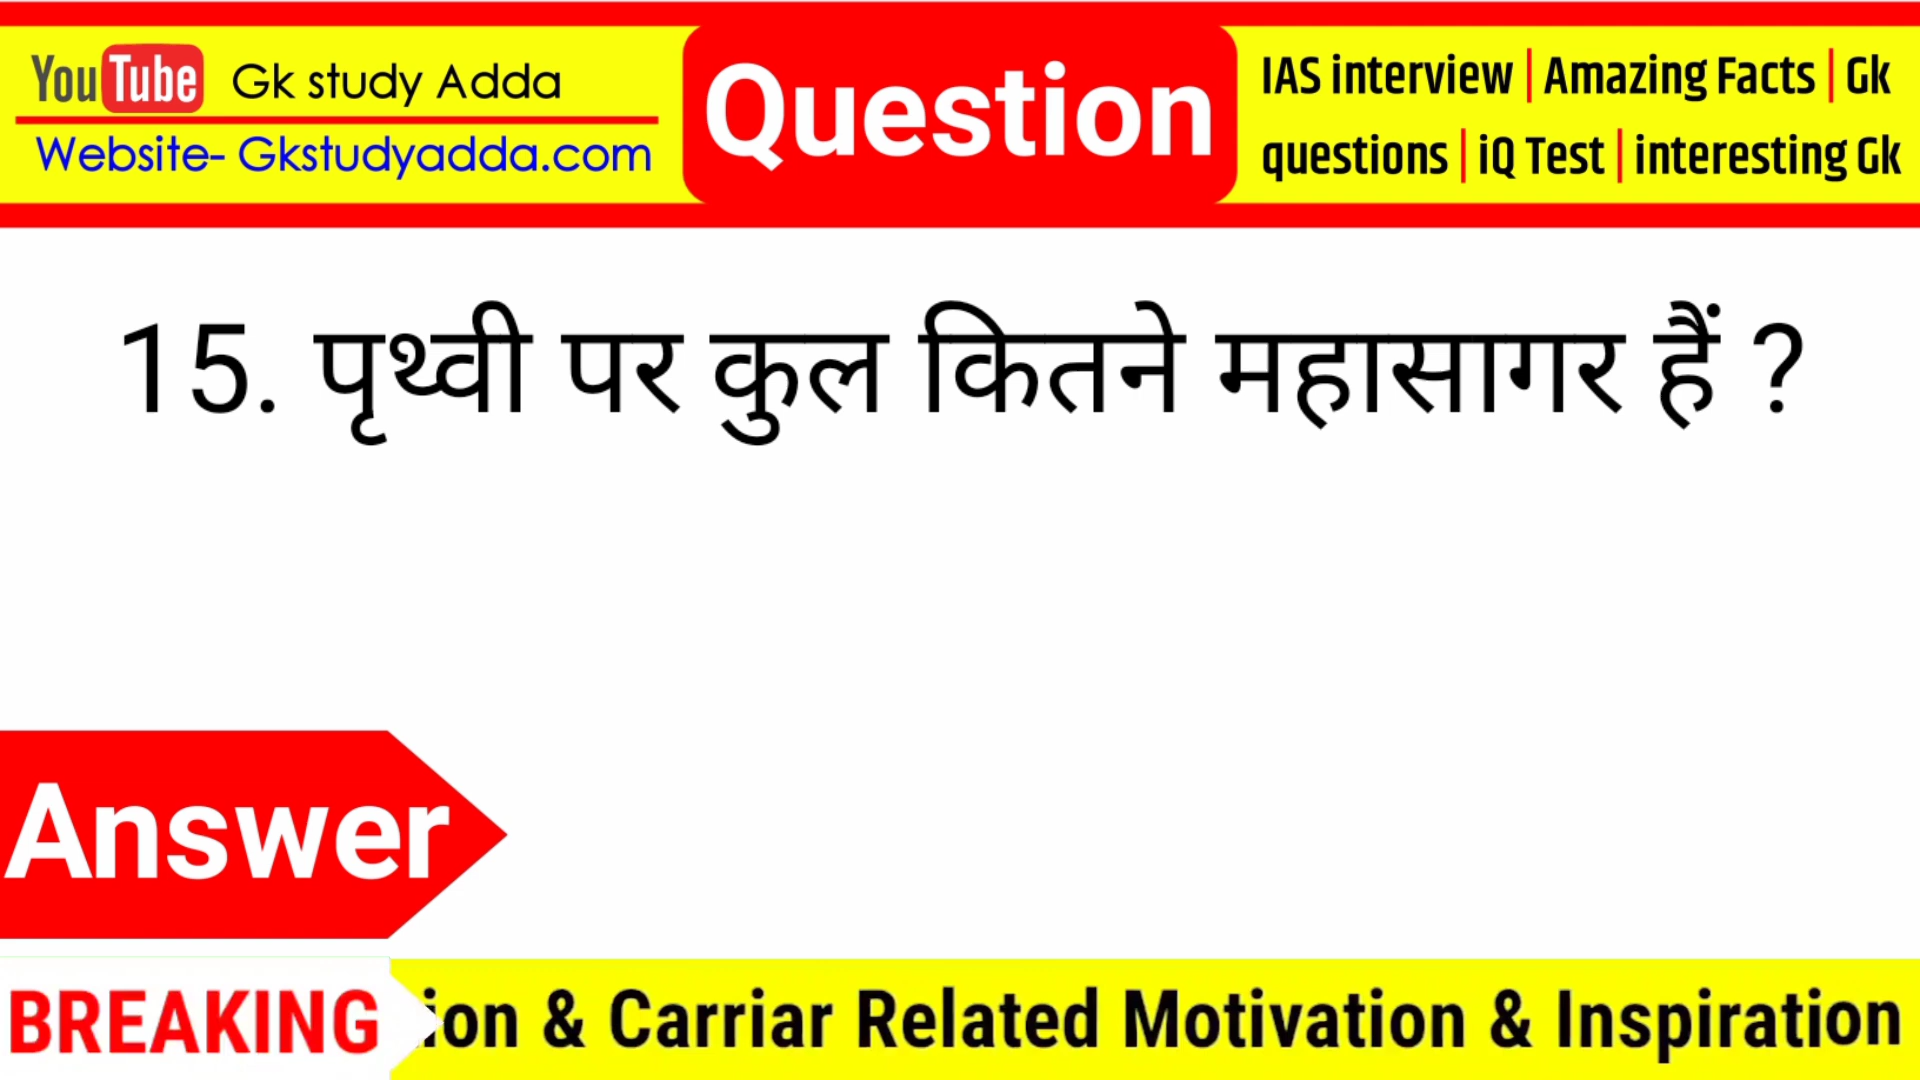 YouTube Gk study Adda
Website- Gkstudyadda.com
Question
IAS interview | Amazing Facts | Gk
questions | iQ Test | interesting Gk
15. पृथ्वी पर कुल कितने महासागर हैं ?
Answer
BREAKING
ion & Carriar Related Motivation & Inspiration